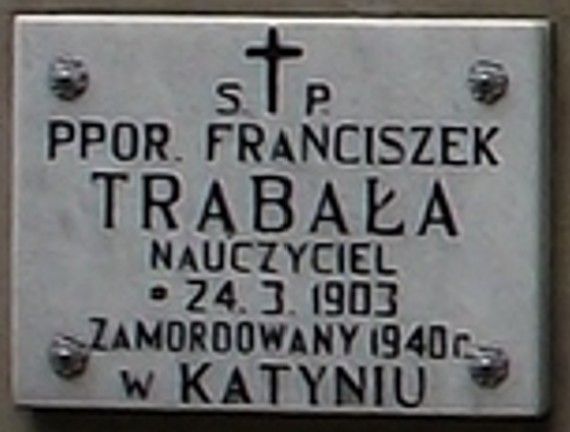 Ś. P.
PPOR. FRANCISZEK
TRĄBAŁA
NAUCZYCIEL
* 24. 3. 1903
ZAMORDOWANY 1940 r.
w KATYNIU